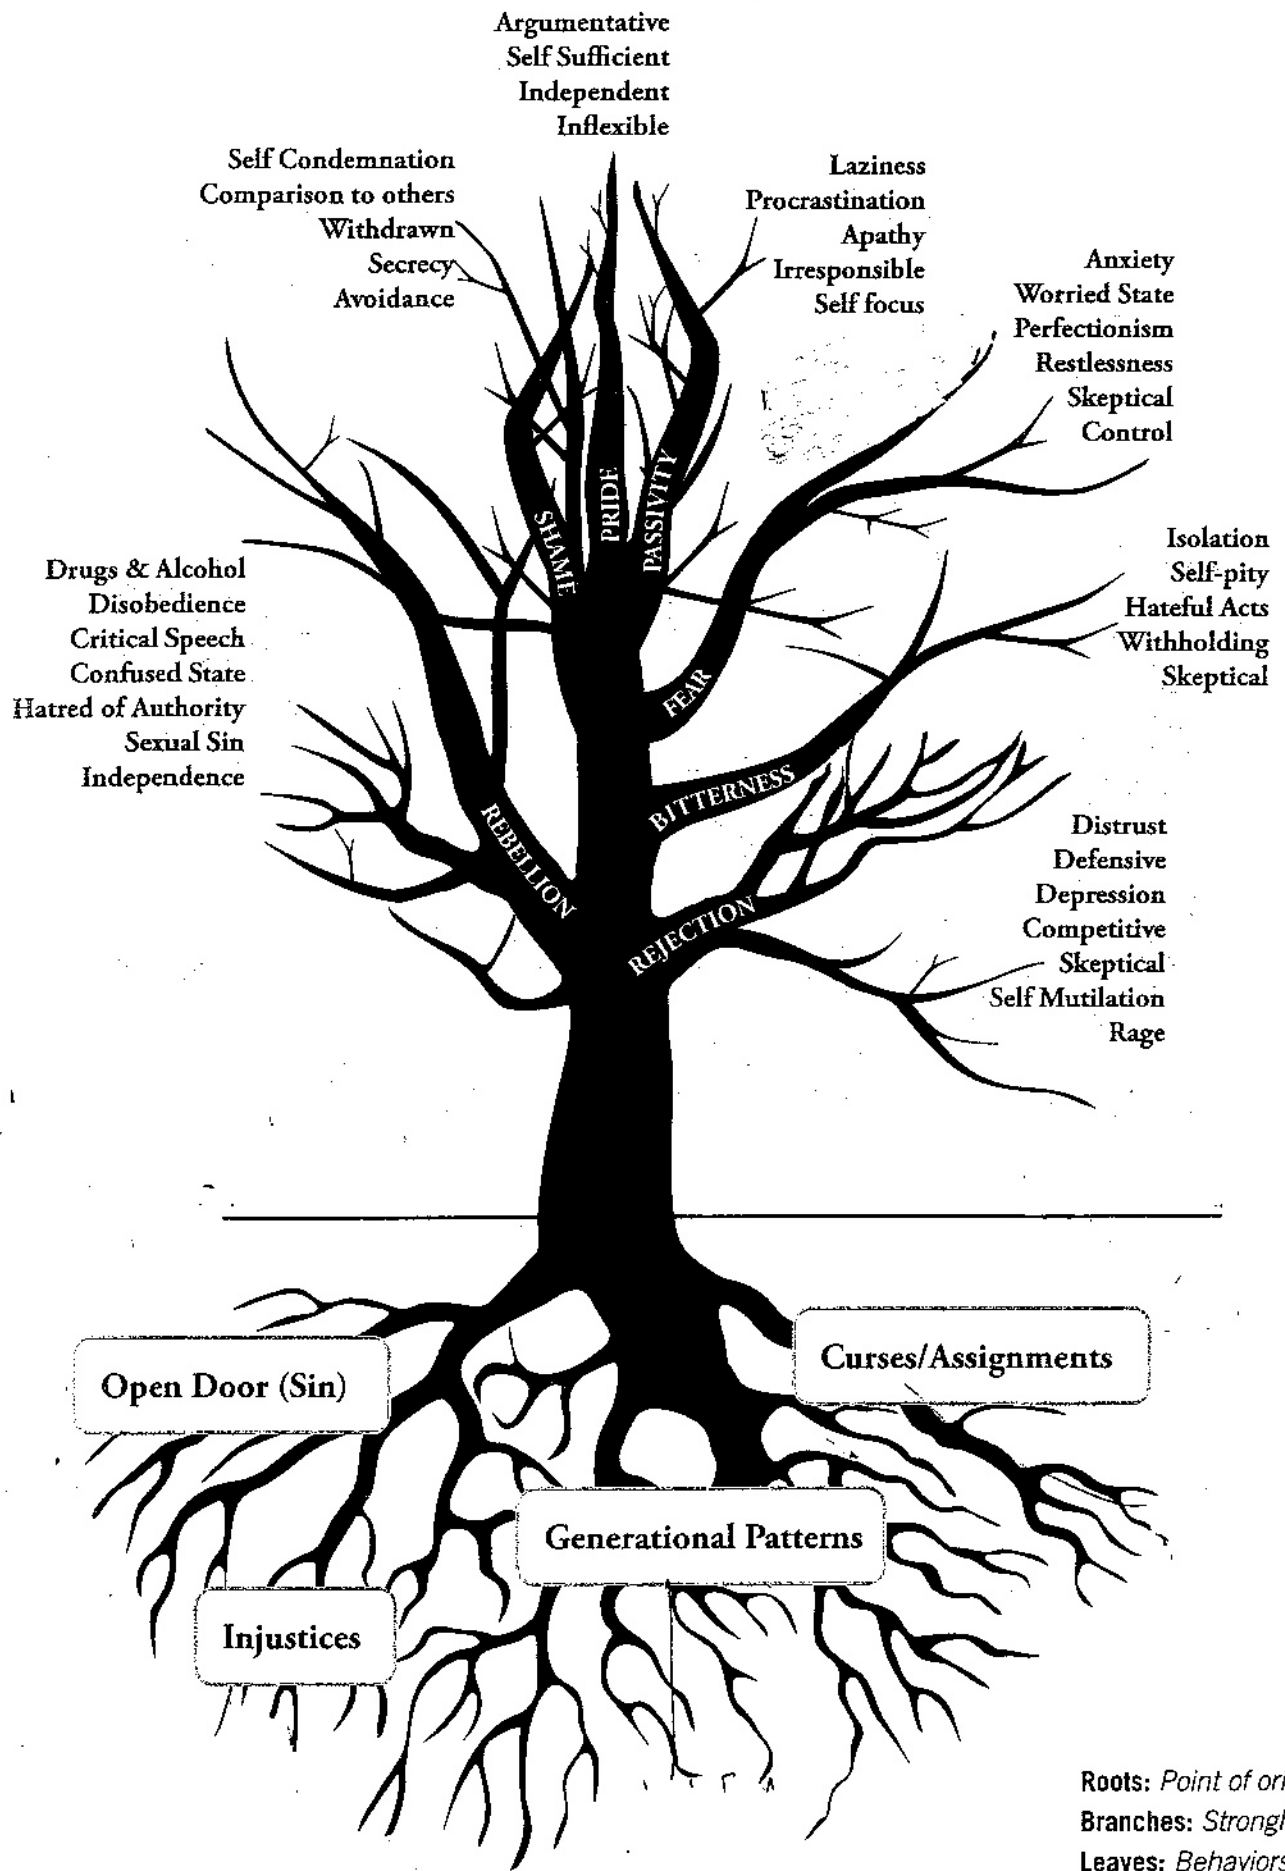 Argumentative
Self Sufficient
Independent
Inflexible
Self Condemnation
Comparison to others
Withdrawn
Secrecy
Avoidance
Laziness
Procrastination
Apathy
Irresponsible
Self focus
Anxiety
Worried State
Perfectionism
Restlessness
Skeptical
Control
SHAME
PRIDE
PASSIVITY
Drugs & Alcohol
Disobedience
Critical Speech
Confused State
Hatred of Authority
Sexual Sin
Independence
Isolation
Self-pity
Hateful Acts
Withholding
Skeptical
FEAR
BITTERNESS
REBELLION
REJECTION
Distrust
Defensive
Depression
Competitive
Skeptical
Self Mutilation
Rage
Open Door (Sin)
Curses/Assignments
Generational Patterns
Injustices
Roots: Point of
Branches:
Leaves: Behaviors